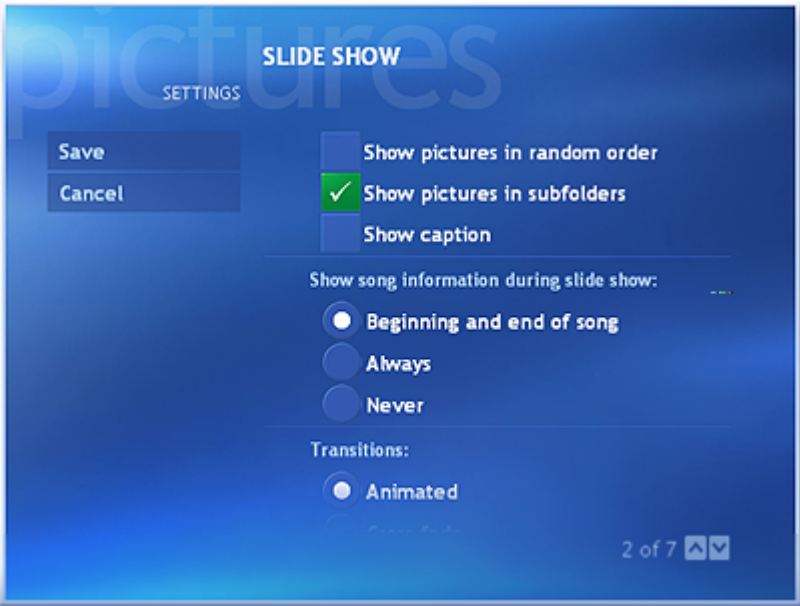 pictures
SLIDE SHOW
SETTINGS
Save
Cancel
Show pictures in random order
Show pictures in subfolders
Show caption
Show song information during slide show:
Beginning and end of song
Always
Never
Transitions:
Animated
2 of 7